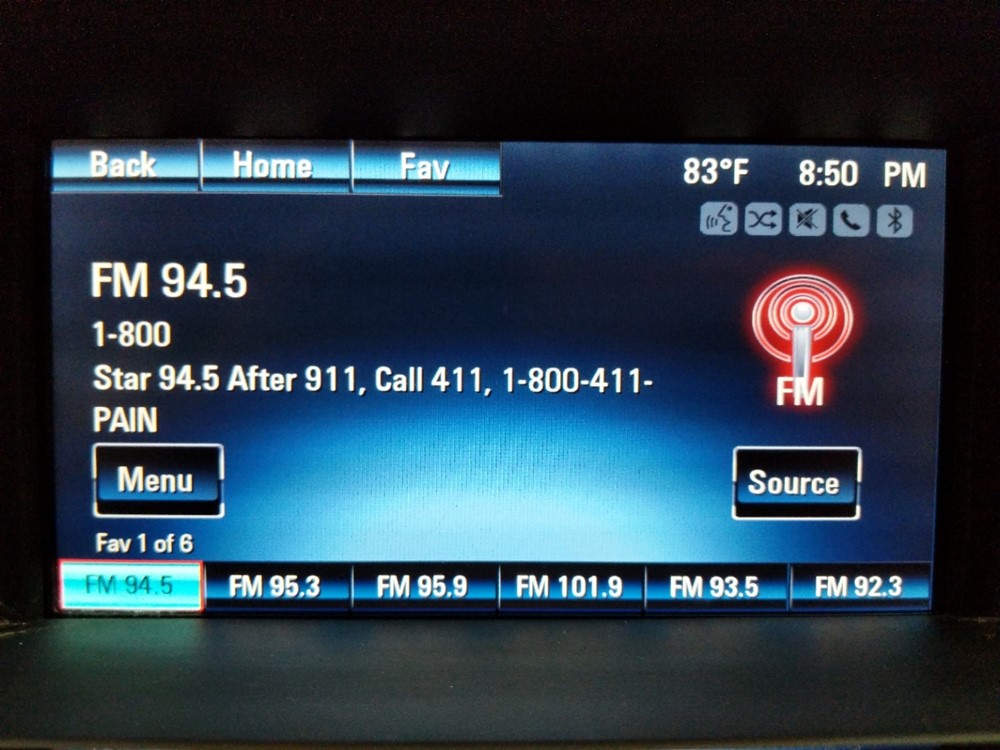 Back Home Fav 83°F 8:50 PM
FM 94.5
1-800
Star 94.5 After 911, Call 411, 1-800-411-
PAIN
FM
Menu Source
Fav 1 of 6
FM 94.5 FM 95.3 FM 95.9 FM 101.9 FM 93.5 FM 92.3